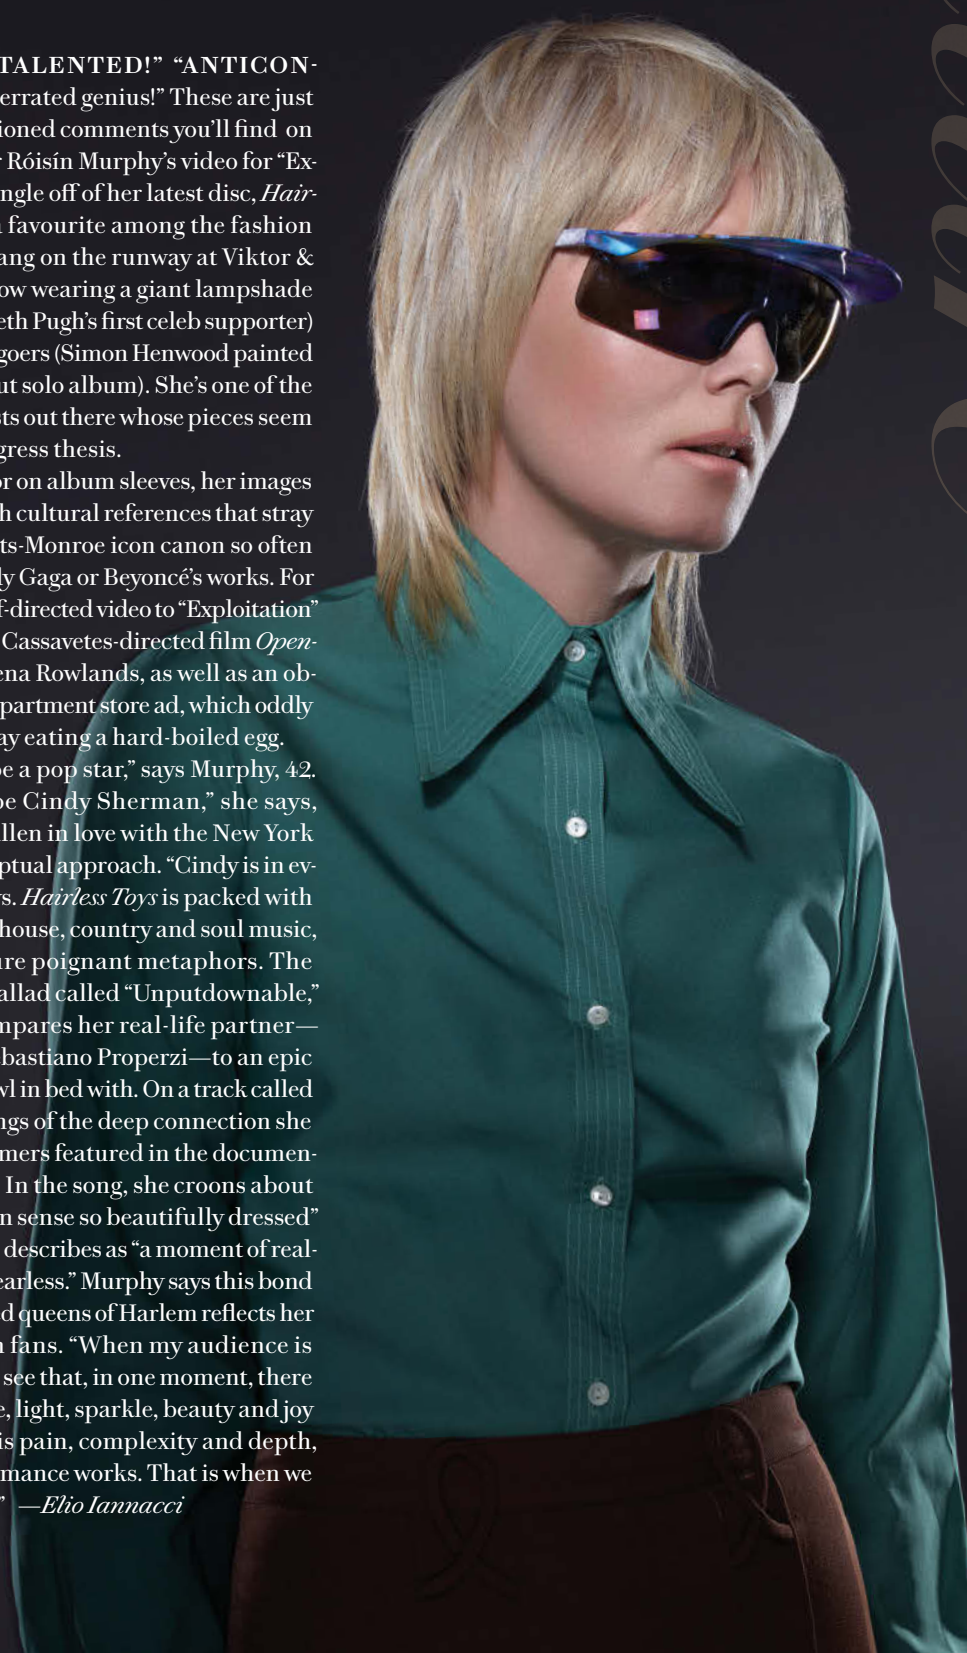 TALENTED!” “ANTICON-
errated genius!” These are just
ioned comments you’ll find on
r Róisín Murphy’s video for “Ex-
ngle off of her latest disc, Hair-
a favourite among the fashion
ang on the runway at Viktor &
ow wearing a giant lampshade
eth Pugh’s first celeb supporter)
goers (Simon Henwood painted
ut solo album). She’s one of the
sts out there whose pieces seem
gress thesis.
or on album sleeves, her images
h cultural references that stray
ts-Monroe icon canon so often
ly Gaga or Beyoncé’s works. For
f-directed video to “Exploitation”
Cassavetes-directed film Open-
ena Rowlands, as well as an ob-
partment store ad, which oddly
ay eating a hard-boiled egg.
be a pop star,” says Murphy, 42.
be Cindy Sherman,” she says,
llen in love with the New York
ptual approach. “Cindy is in ev-
s. Hairless Toys is packed with
house, country and soul music,
ure poignant metaphors. The
allad called “Unputdownable,”
mpares her real-life partner—
bastiano Properzi—to an epic
wl in bed with. On a track called
ngs of the deep connection she
mers featured in the documen-
In the song, she croons about
n sense so beautifully dressed”
describes as “a moment of real-
earless.” Murphy says this bond
ed queens of Harlem reflects her
n fans. “When my audience is
see that, in one moment, there
e, light, sparkle, beauty and joy
is pain, complexity and depth,
mance works. That is when we
” —Elio Iannacci